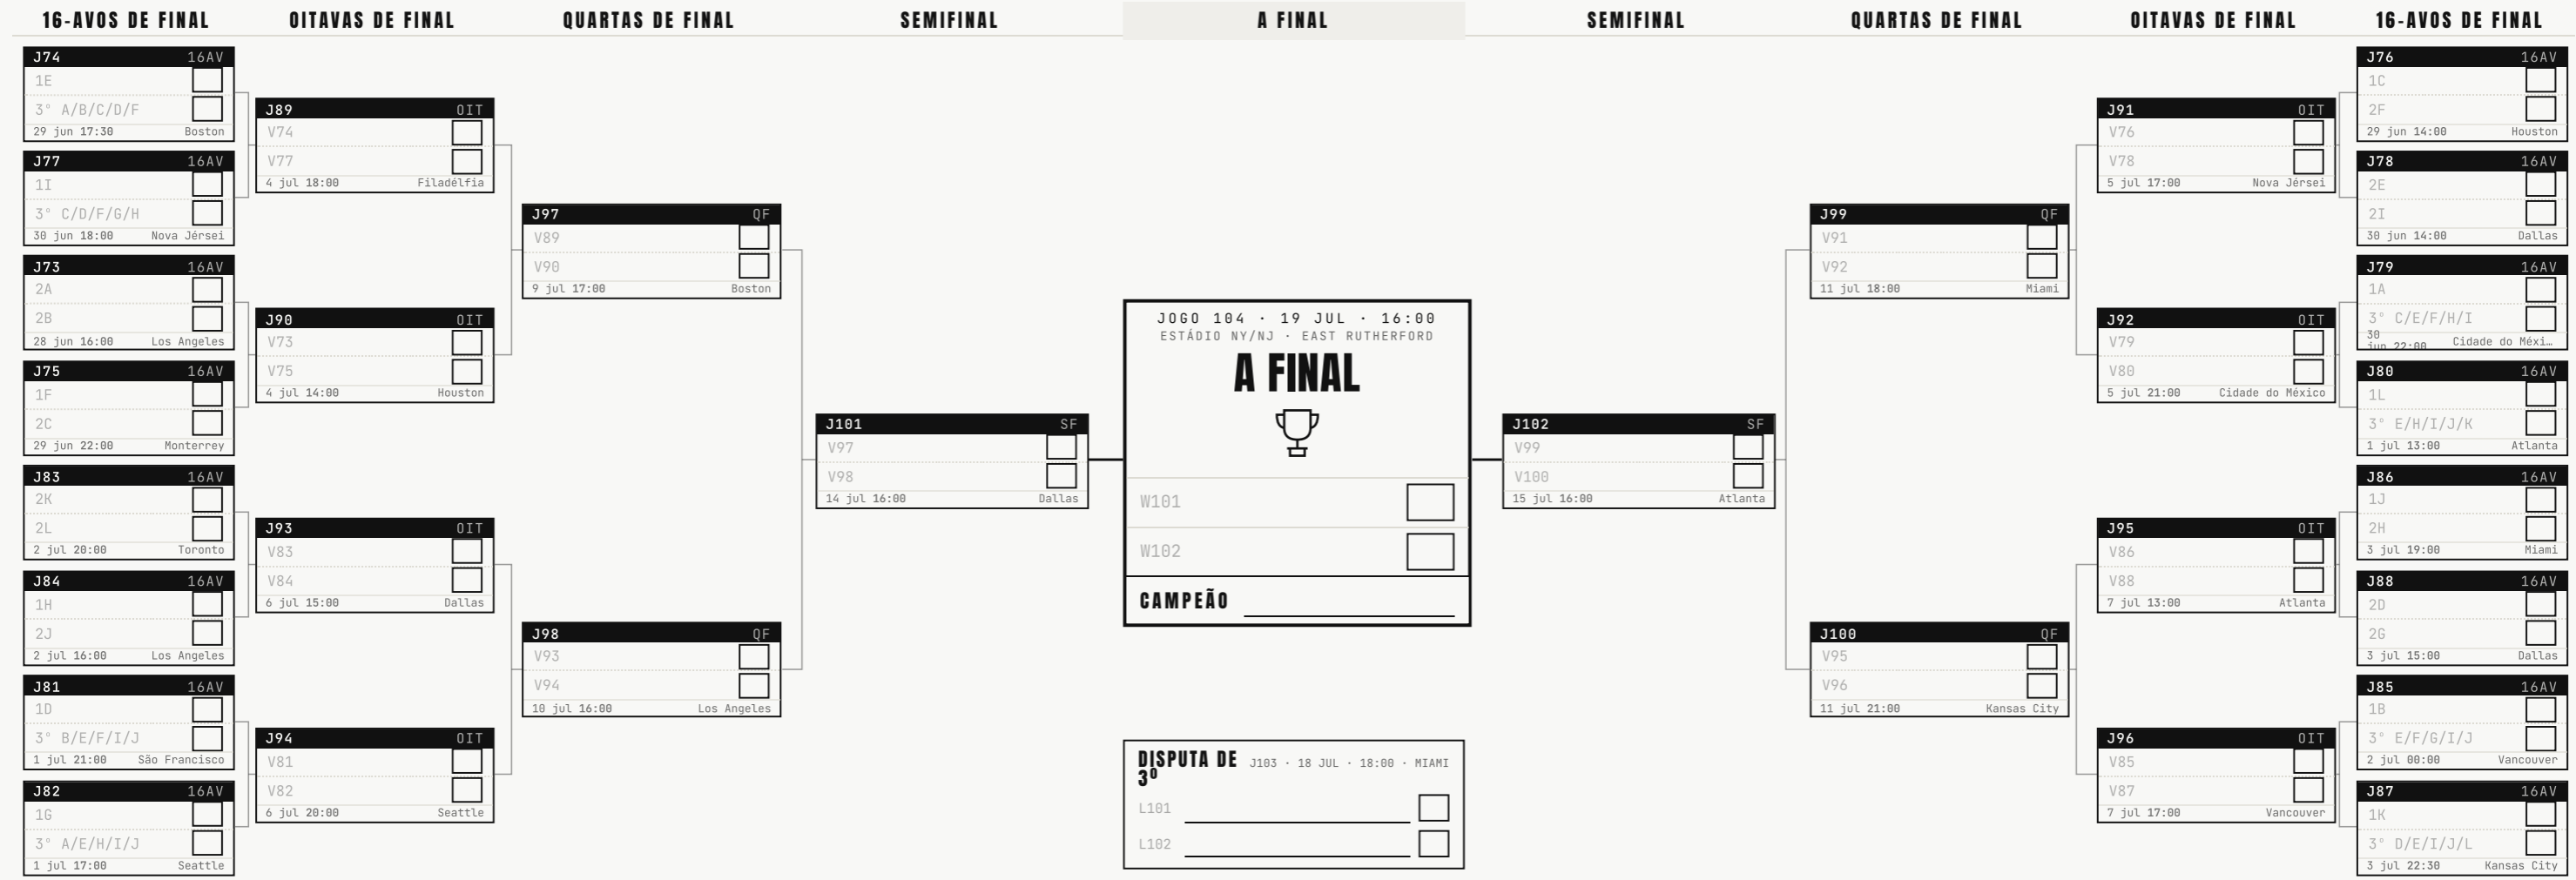 16-AVOS DE FINAL
OITAVAS DE FINAL
QUARTAS DE FINAL
SEMIFINAL
A FINAL
SEMIFINAL
QUARTAS DE FINAL
OITAVAS DE FINAL
16-AVOS DE FINAL
J74 16AV
1E
3º A/B/C/D/F
29 jun 17:30 Boston
J77 16AV
1I
3º C/D/F/G/H
30 jun 18:00 Nova Jérsei
J73 16AV
2A
2B
28 jun 16:00 Los Angeles
J75 16AV
1F
2C
29 jun 22:00 Monterrey
J83 16AV
2K
2L
2 jul 20:00 Toronto
J84 16AV
1H
2J
2 jul 16:00 Los Angeles
J81 16AV
1D
3º B/E/F/I/J
1 jul 21:00 São Francisco
J82 16AV
1G
3º A/E/H/I/J
1 jul 17:00 Seattle
J89 OIT
V74
V77
4 jul 18:00 Filadélfia
J90 OIT
V73
V75
4 jul 14:00 Houston
J93 OIT
V83
V84
6 jul 15:00 Dallas
J94 OIT
V81
V82
6 jul 20:00 Seattle
J97 QF
V89
V90
9 jul 17:00 Boston
J98 QF
V93
V94
10 jul 16:00 Los Angeles
J101 SF
V97
V98
14 jul 16:00 Dallas
JOGO 104 · 19 JUL · 16:00
ESTÁDIO NY/NJ · EAST RUTHERFORD
A FINAL
W101
W102
CAMPEÃO
DISPUTA DE
3º
J103 · 18 JUL · 18:00 · MIAMI
L101
L102
J102 SF
V99
V100
15 jul 16:00 Atlanta
J99 QF
V91
V92
11 jul 18:00 Miami
J100 QF
V95
V96
11 jul 21:00 Kansas City
J91 OIT
V76
V78
5 jul 17:00 Nova Jérsei
J92 OIT
V79
V80
5 jul 21:00 Cidade do México
J95 OIT
V86
V88
7 jul 13:00 Atlanta
J96 OIT
V85
V87
7 jul 17:00 Vancouver
J76 16AV
1C
2F
29 jun 14:00 Houston
J78 16AV
2E
2I
30 jun 14:00 Dallas
J79 16AV
1A
3º C/E/F/H/I
30
jun 22:00 Cidade do Méxi…
J80 16AV
1L
3º E/H/I/J/K
1 jul 13:00 Atlanta
J86 16AV
1J
2H
3 jul 19:00 Miami
J88 16AV
2D
2G
3 jul 15:00 Dallas
J85 16AV
1B
3º E/F/G/I/J
2 jul 00:00 Vancouver
J87 16AV
1K
3º D/E/I/J/L
3 jul 22:30 Kansas City